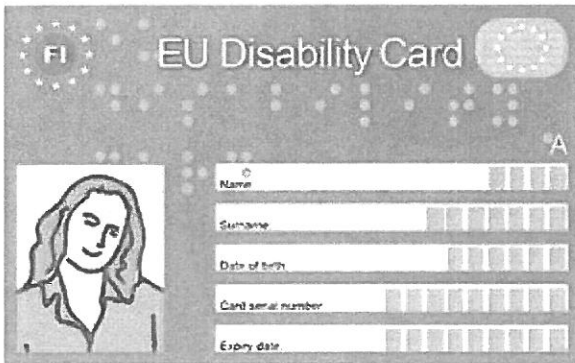 FI
EU Disability Card
A
Name
Surname
Date of birth
Card serial number
Expiry date